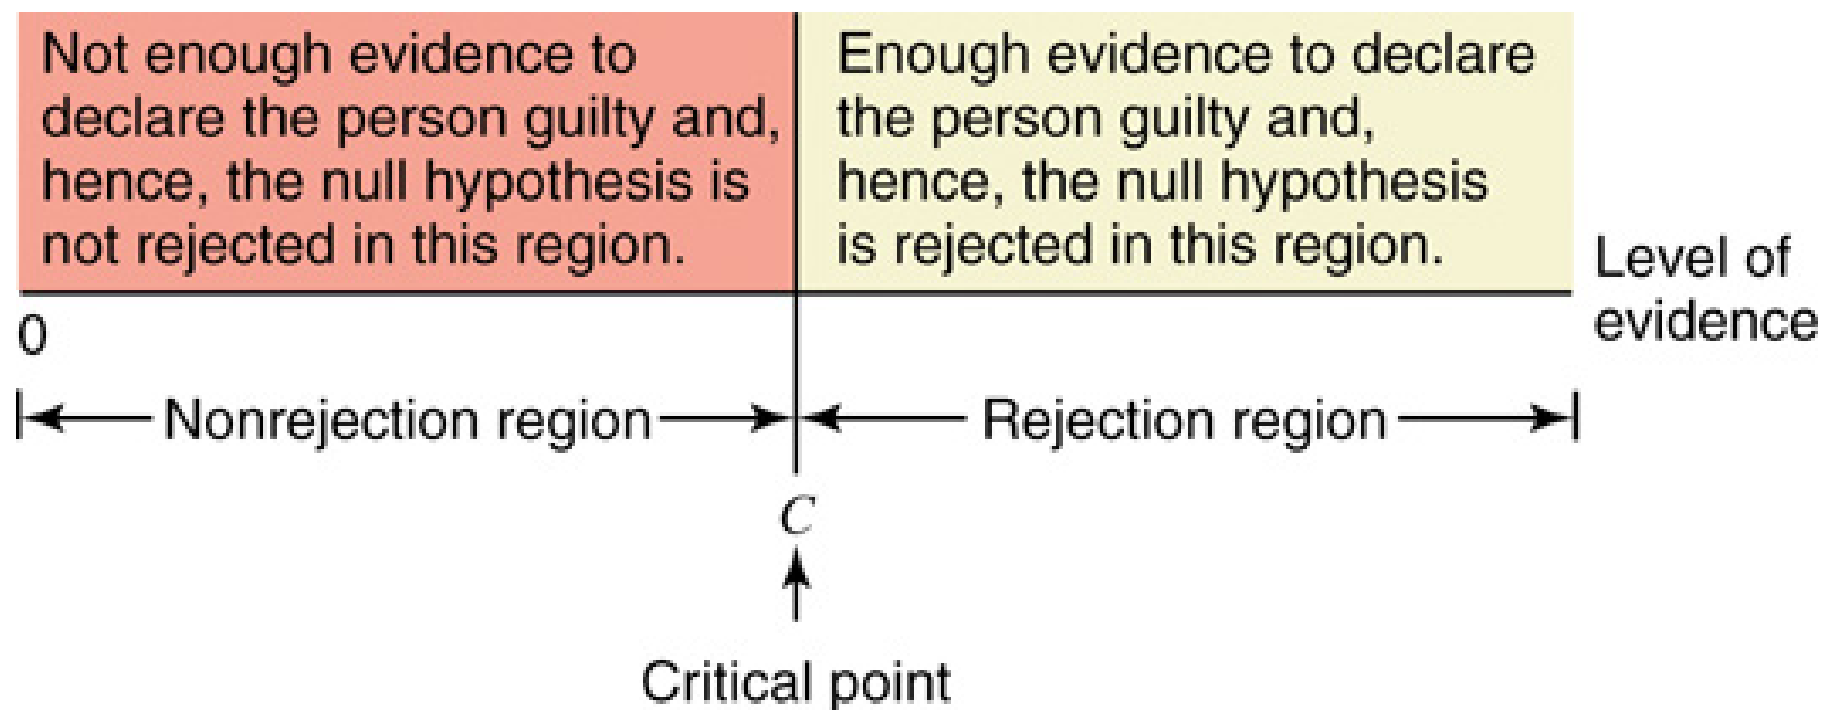 Not enough evidence to
declare the person guilty and,
hence, the null hypothesis is
not rejected in this region.
Enough evidence to declare
the person guilty and,
hence, the null hypothesis
is rejected in this region.
Level of
evidence
0
Nonrejection region
Rejection region
C
Critical point